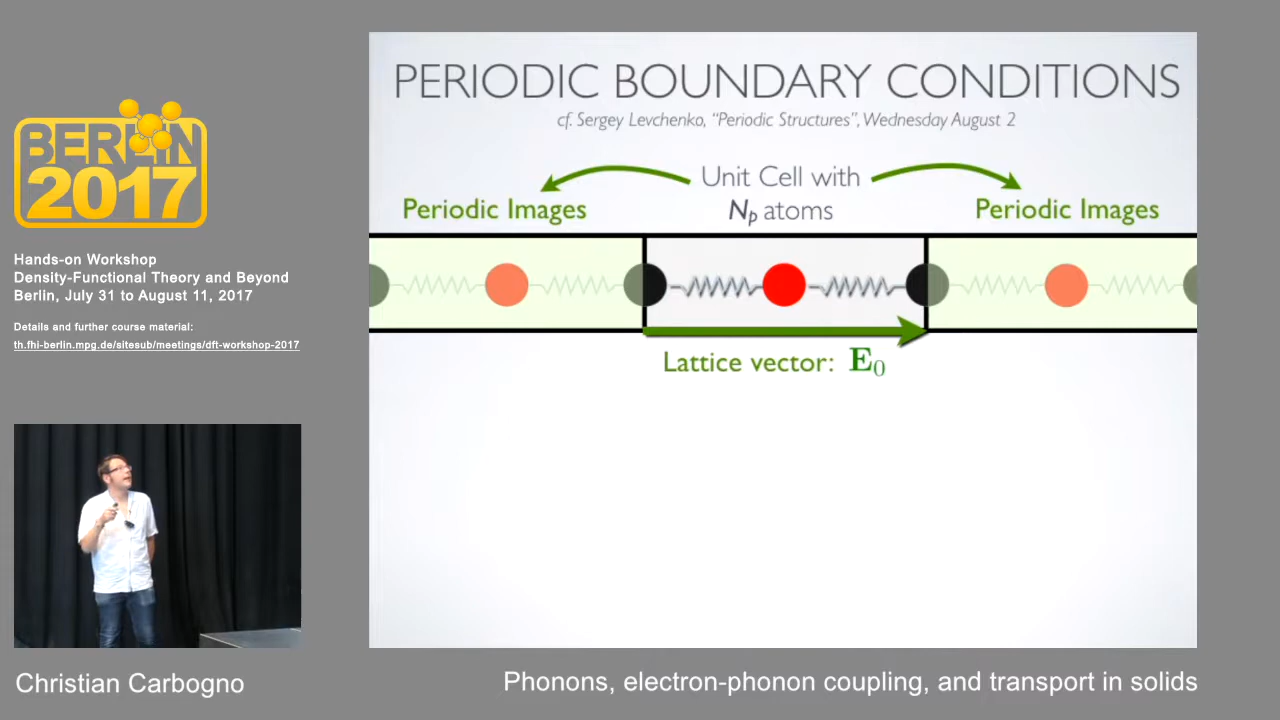 BERLIN
2017
Hands-on Workshop
Density-Functional Theory and Beyond
Berlin, July 31 to August 11, 2017
Details and further course material:
th.fhi-berlin.mpg.de/sitesub/meetings/dft-workshop-2017
PERIODIC BOUNDARY CONDITIONS
cf. Sergey Levchenko, “Periodic Structures”, Wednesday August 2
Unit Cell with
Np atoms
Periodic Images
Periodic Images
Lattice vector: E0
Christian Carbogno
Phonons, electron-phonon coupling, and transport in solids